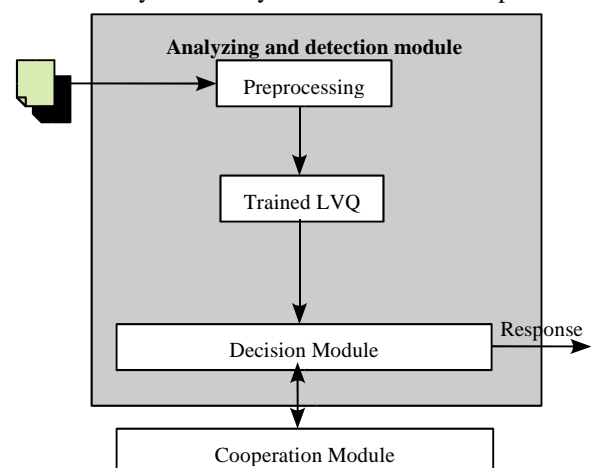 Analyzing and detection module
Preprocessing
Trained LVQ
Response
Decision Module
Cooperation Module